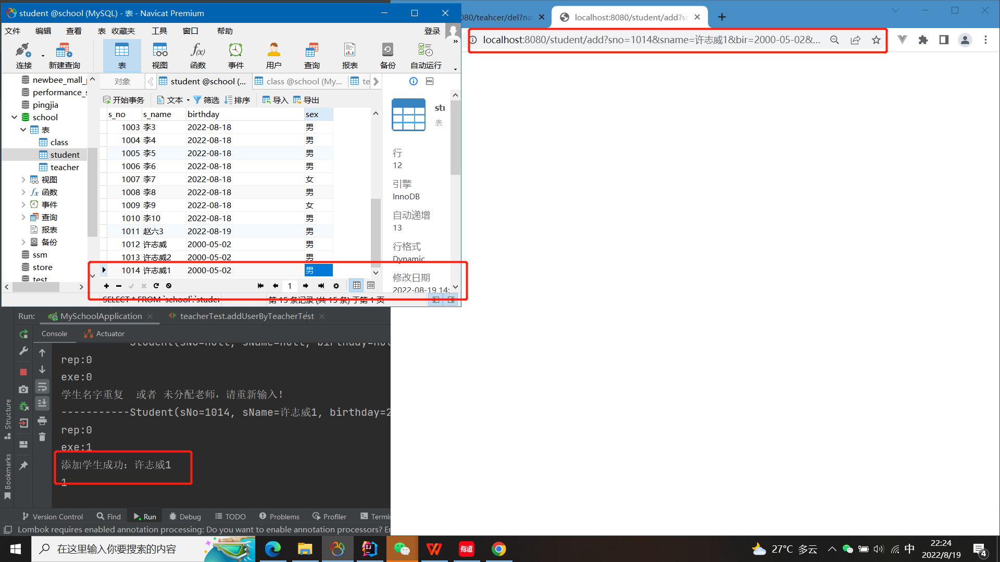 student @school (MySQL) - 表 - Navicat Premium
文件 编辑 查看 表 收藏夹 工具 窗口 帮助 登录
连接 新建查询 表 视图 函数 事件 用户 查询 报表 备份 自动运行
newbee_mall_
performance_s
pingjia
school
表
class
student
teacher
视图
函数
事件
查询
报表
备份
ssm
store
test
对象 student @school (... class @school (My... te
开始事务 文本 筛选 排序 导入 导出
s_no s_name birthday sex
1003 李3 2022-08-18 男
1004 李4 2022-08-18 男
1005 李5 2022-08-18 男
1006 李6 2022-08-18 男
1007 李7 2022-08-18 女
1008 李8 2022-08-18 男
1009 李9 2022-08-18 女
1010 李10 2022-08-18 男
1011 赵六3 2022-08-19 男
1012 许志威 2000-05-02 男
1013 许志威2 2000-05-02 男
1014 许志威1 2000-05-02 男
1
SELECT * FROM `school`.`studer 第 15 条记录 (共 15 条) 于第 1 页
DDL
stu
表
行
12
引擎
InnoDB
自动递增
13
行格式
Dynamic
修改日期
2022-08-19 14:
080/teahcer/del?na localhost:8080/student/add?sn
localhost:8080/student/add?sno=1014&sname=许志威1&bir=2000-05-02&...
Run: MySchoolApplication teacherTest.addUserByTeacherTest
Console Actuator
Student(sNo=null, sName=null, birthday=nul
rep:0
exe:0
学生名字重复 或者 未分配老师，请重新输入！
-----------Student(sNo=1014, sName=许志威1, birthday=2
rep:0
exe:1
添加学生成功：许志威1
1
Structure
Bookmarks
Version Control Find Run Debug TODO Problems Profiler Termi
Lombok requires enabled annotation processing: Do you want to enable annotation processors? Er
在这里输入你要搜索的内容
有道
27°C 多云 中 22:24
2022/8/19
4